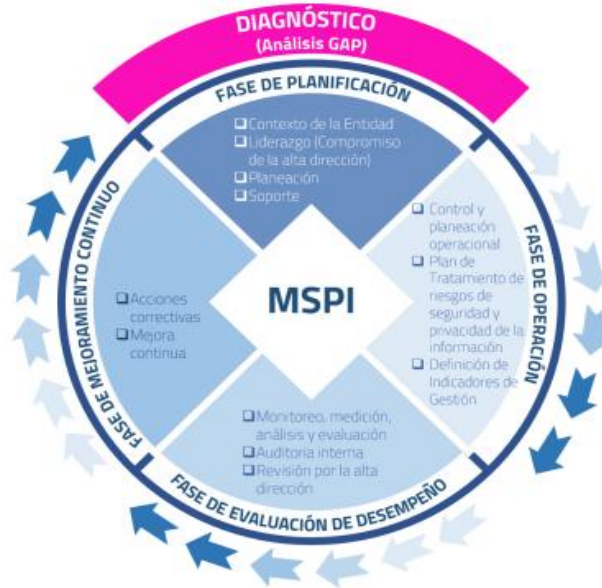 DIAGNÓSTICO
(Análisis GAP)
FASE DE PLANIFICACIÓN
❑Contexto de la Entidad
❑Liderazgo (Compromiso
de la alta dirección)
❑Planeación
❑Soporte
FASE DE OPERACIÓN
❑ Control y
planeación
operacional
❑ Plan de
Tratamiento de
riesgos de
seguridad y
privacidad de la
información
❑ Definición de
Indicadores de
Gestión
MSPI
FASE DE EVALUACIÓN DE DESEMPEÑO
❑Monitoreo, medición,
análisis y evaluación
❑Auditoria interna
❑Revisión por la alta
dirección
FASE DE MEJORAMIENTO CONTINUO
❑Acciones
correctivas
❑Mejora
continua